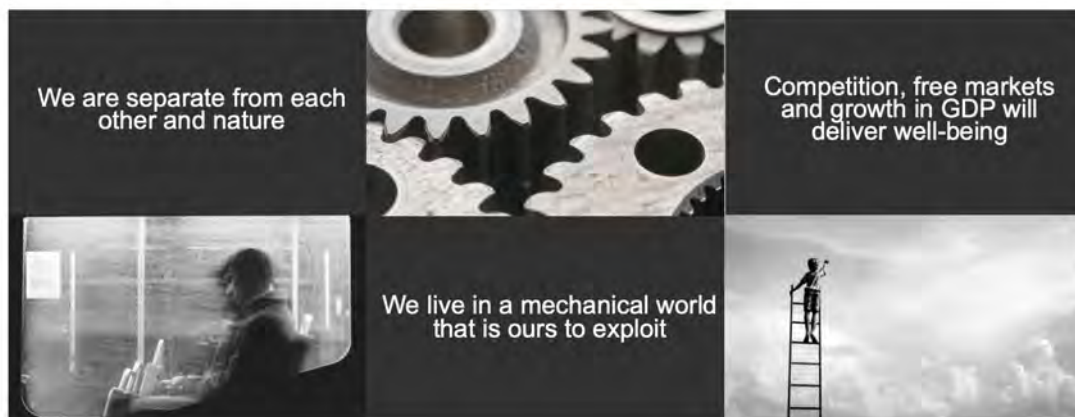 We are separate from each
other and nature
We live in a mechanical world
that is ours to exploit
Competition, free markets
and growth in GDP will
deliver well-being